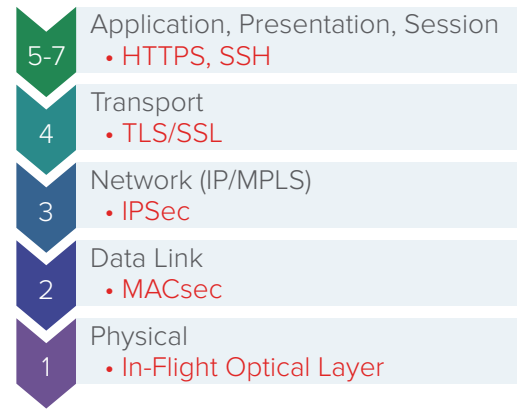 Application, Presentation, Session
5-7
• HTTPS, SSH
Transport
4
• TLS/SSL
Network (IP/MPLS)
3
• IPSec
Data Link
2
• MACsec
Physical
1
• In-Flight Optical Layer